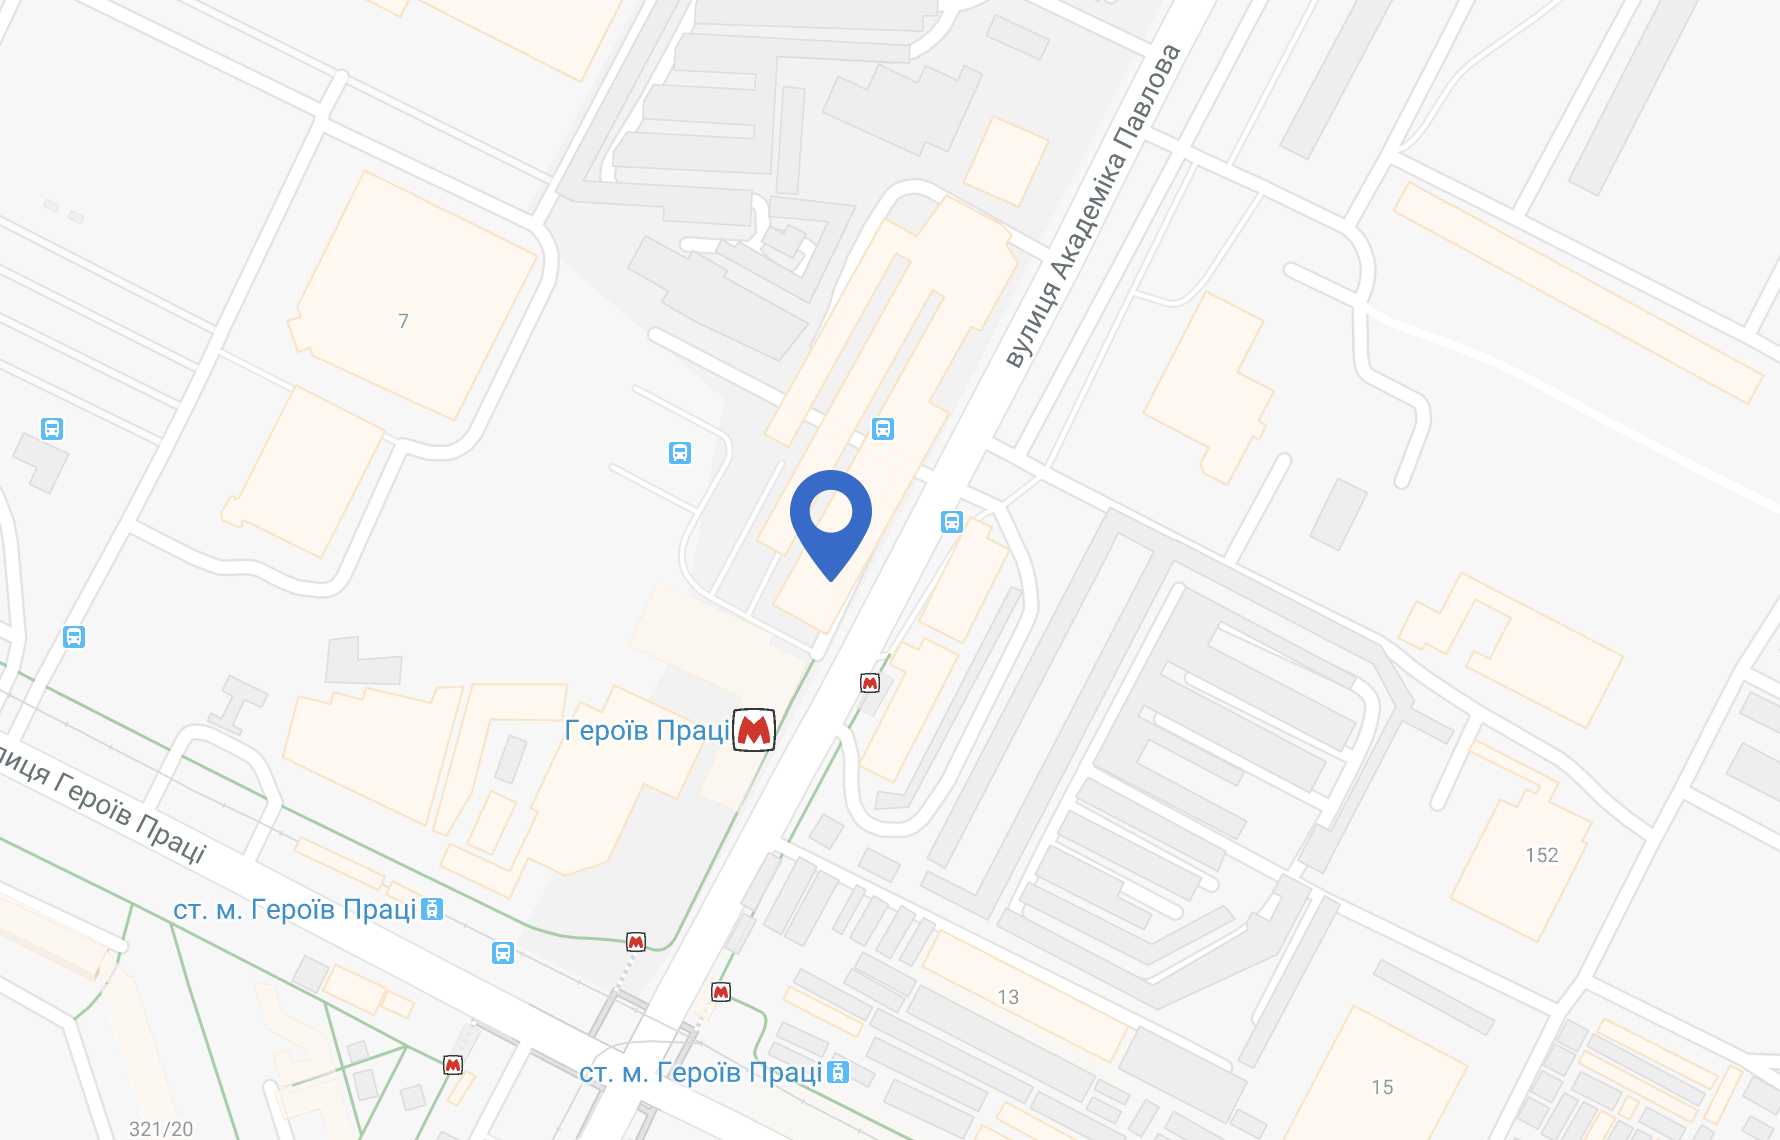 вулиця Академіка Павлова
7
Героїв Праці
лиця Героїв Праці
152
ст. м. Героїв Праці
13
ст. м. Героїв Праці
15
321/20